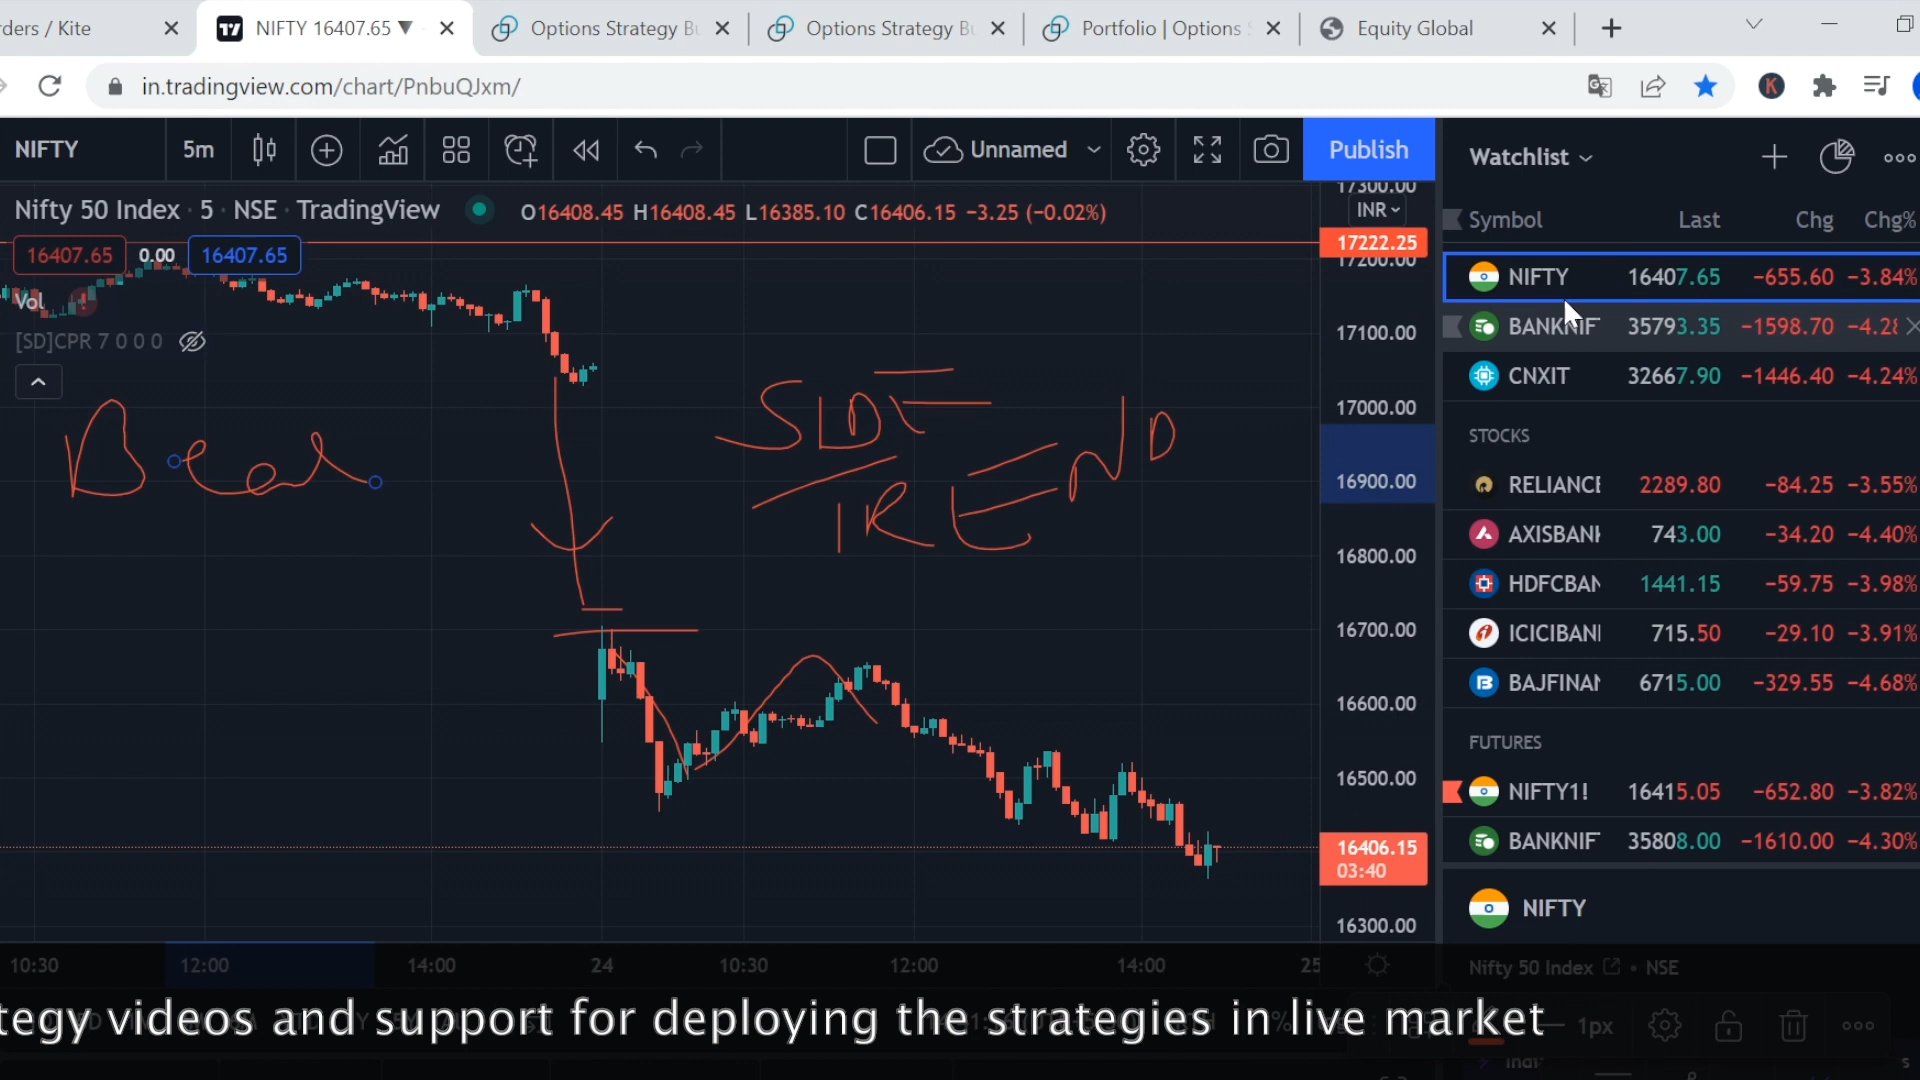 ders / Kite
NIFTY 16407.65 ▼
Options Strategy Bu
Options Strategy Bu
Portfolio | Options S
Equity Global
in.tradingview.com/chart/PnbuQJxm/
K
NIFTY
5m
Unnamed
Publish
Nifty 50 Index · 5 · NSE · TradingView
O16408.45 H16408.45 L16385.10 C16406.15 −3.25 (−0.02%)
16407.65
0.00
16407.65
Vol
[SD]CPR 7 0 0 0
Bear
SIDE
TREND
17300.00
INR
17222.25
17200.00
17100.00
17000.00
16900.00
16800.00
16700.00
16600.00
16500.00
16406.15
03:40
16300.00
10:30
12:00
14:00
24
10:30
12:00
14:00
25
Watchlist
Symbol Last Chg Chg%
NIFTY 16407.65 −655.60 −3.84%
BANKNIF 35793.35 −1598.70 −4.28
CNXIT 32667.90 −1446.40 −4.24%
STOCKS
RELIANCE 2289.80 −84.25 −3.55%
AXISBANK 743.00 −34.20 −4.40%
HDFCBAN 1441.15 −59.75 −3.98%
ICICIBANK 715.50 −29.10 −3.91%
BAJFINAN 6715.00 −329.55 −4.68%
FUTURES
NIFTY1! 16415.05 −652.80 −3.82%
BANKNIF 35808.00 −1610.00 −4.30%
NIFTY
Nifty 50 Index • NSE
1px
tegy videos and support for deploying the strategies in live market